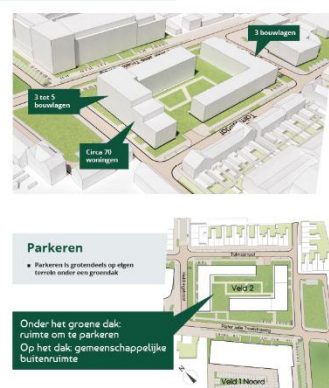 3 bouwlagen
3 tot 5
bouwlagen
Circa 70
woningen
Parkeren
▪ Parkeren is grotendeels op eigen
terrein onder een groendak
Veld 2
Onder het groene dak:
ruimte om te parkeren
Op het dak: gemeenschappelijke
buitenruimte
Veld 1 Noord